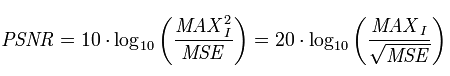 PSNR = 10 · log₁₀ ( MAX_I² / MSE ) = 20 · log₁₀ ( MAX_I / √MSE )